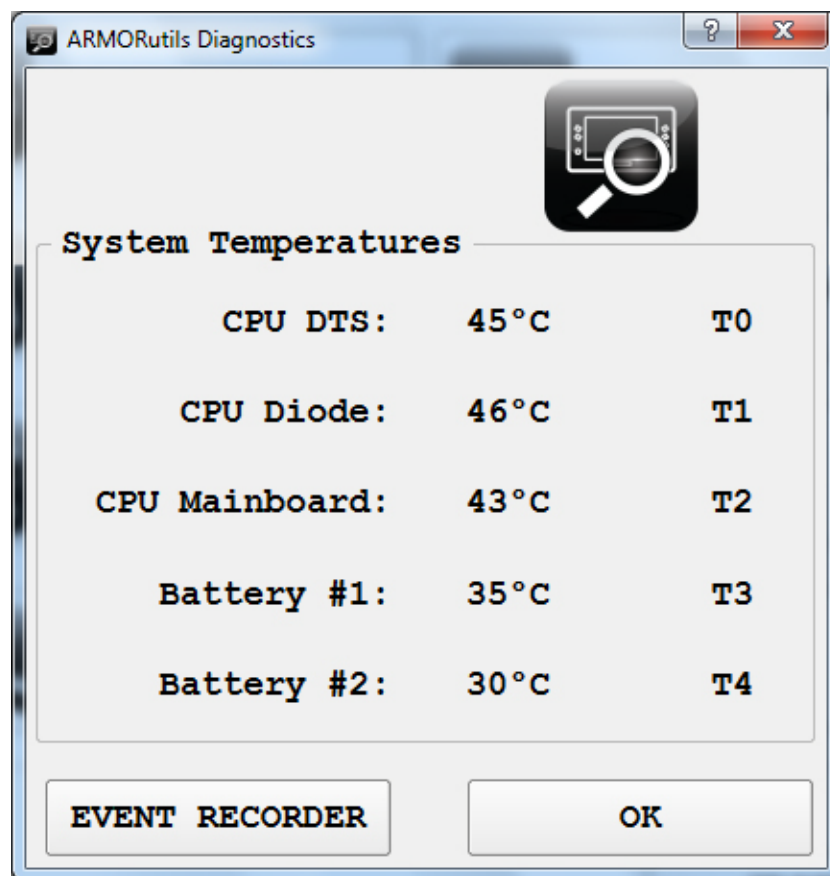 ARMORutils Diagnostics
System Temperatures
CPU DTS: 45°C T0
CPU Diode: 46°C T1
CPU Mainboard: 43°C T2
Battery #1: 35°C T3
Battery #2: 30°C T4
EVENT RECORDER OK